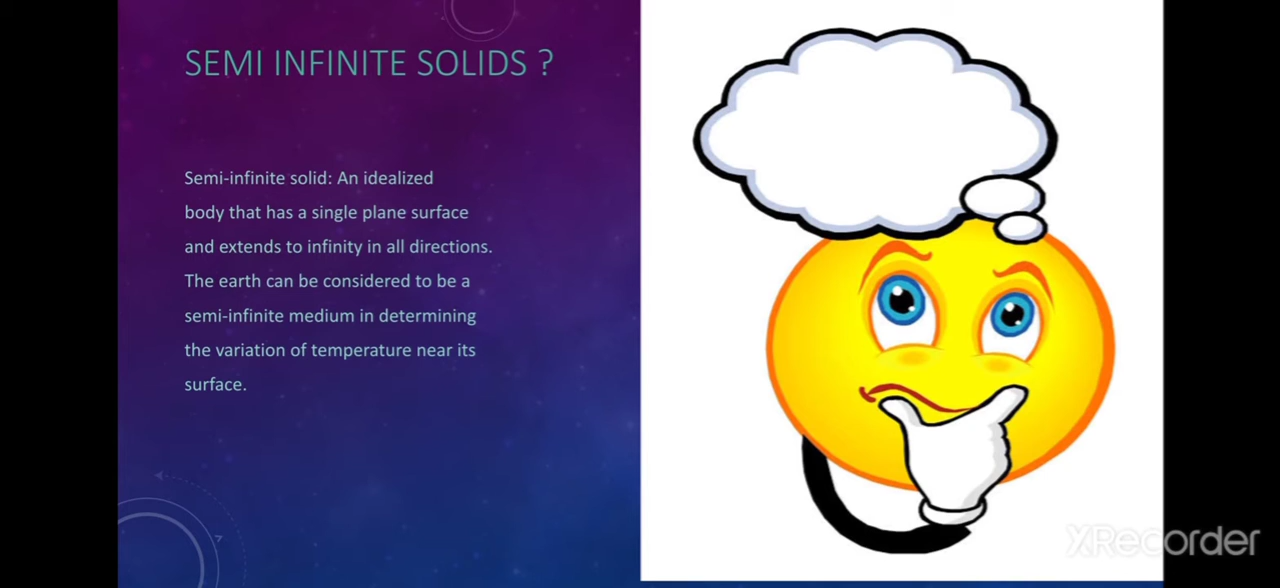 SEMI INFINITE SOLIDS ?
Semi-infinite solid: An idealized
body that has a single plane surface
and extends to infinity in all directions.
The earth can be considered to be a
semi-infinite medium in determining
the variation of temperature near its
surface.
XRecorder